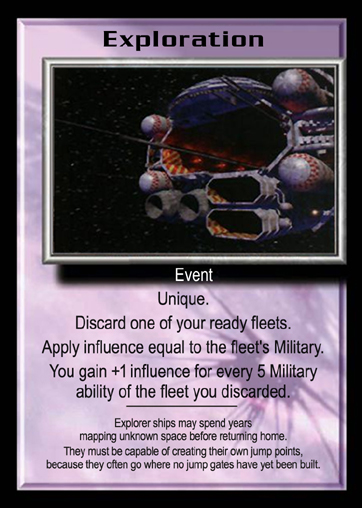 Exploration
Event
Unique.
Discard one of your ready fleets.
Apply influence equal to the fleet's Military.
You gain +1 influence for every 5 Military
ability of the fleet you discarded.
Explorer ships may spend years
mapping unknown space before returning home.
They must be capable of creating their own jump points,
because they often go where no jump gates have yet been built.